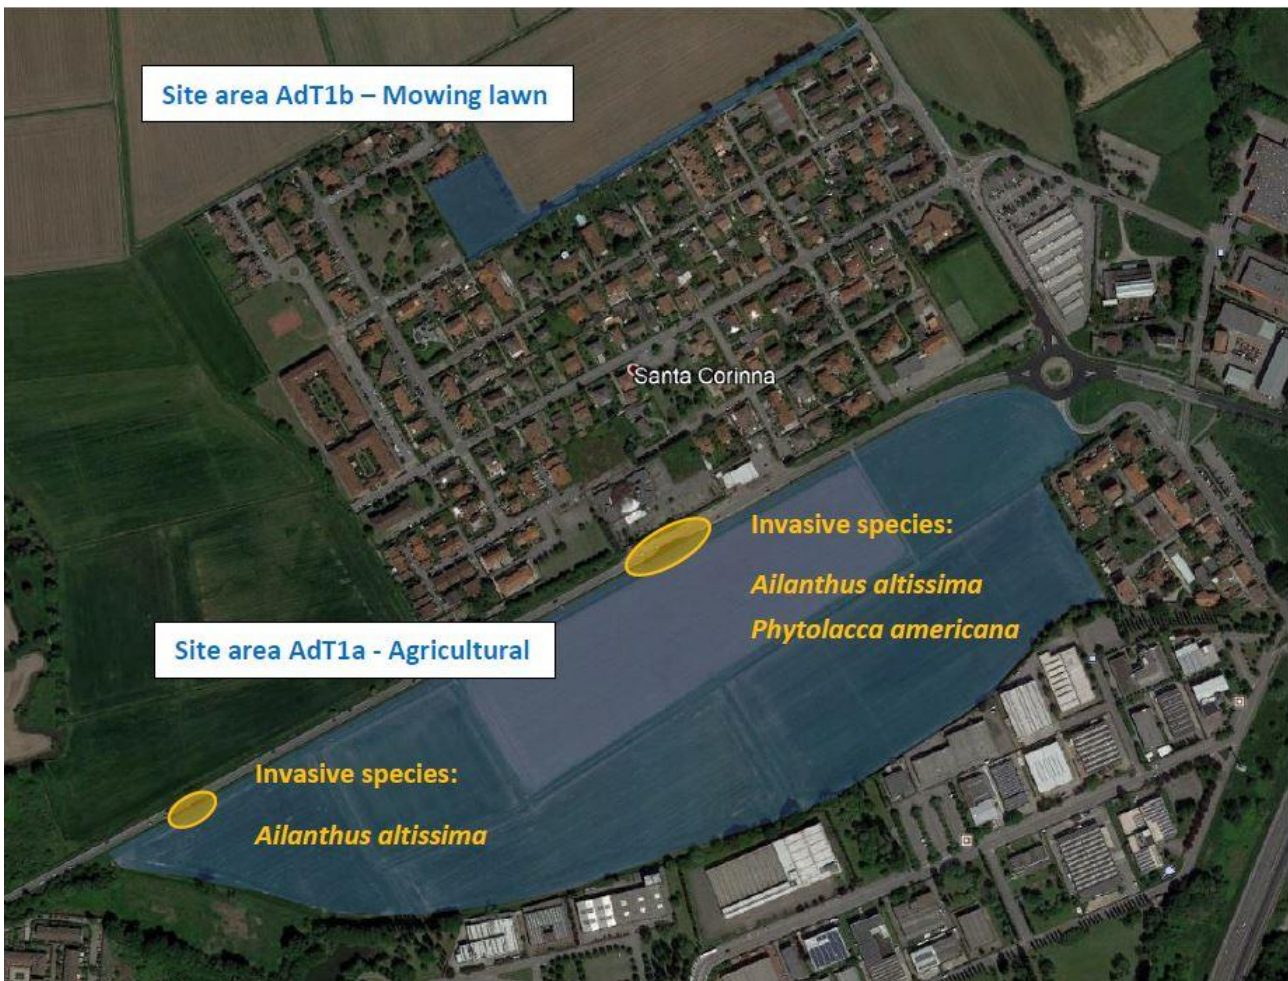 Site area AdT1b – Mowing lawn
Santa Corinna
Invasive species:
Ailanthus altissima
Phytolacca americana
Site area AdT1a - Agricultural
Invasive species:
Ailanthus altissima